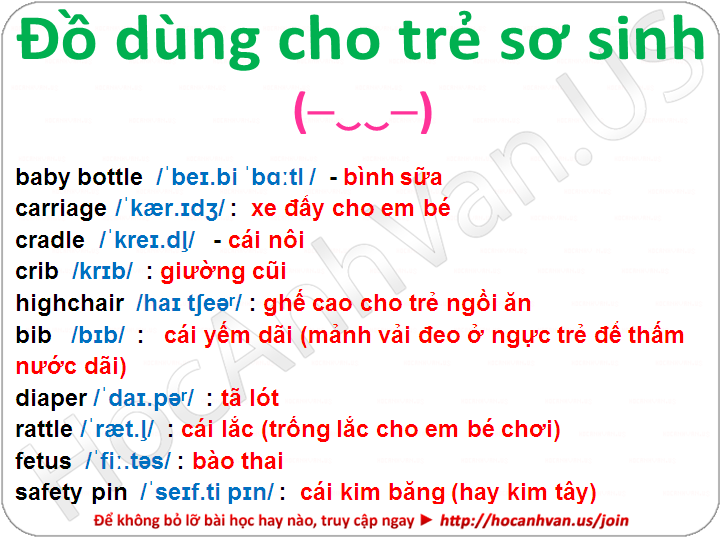 Đồ dùng cho trẻ sơ sinh
(─‿‿─)
baby bottle /ˈbeɪ.bi ˈbɑːtl / - bình sữa
carriage /ˈkær.ɪdʒ/ : xe đẩy cho em bé
cradle /ˈkreɪ.dl̩/ - cái nôi
crib /krɪb/ : giường cũi
highchair /haɪ tʃeəʳ/ : ghế cao cho trẻ ngồi ăn
bib /bɪb/ : cái yếm dãi (mảnh vải đeo ở ngực trẻ để thấm
nước dãi)
diaper /ˈdaɪ.pəʳ/ : tã lót
rattle /ˈræt.l̩/ : cái lắc (trống lắc cho em bé chơi)
fetus /ˈfiː.təs/ : bào thai
safety pin /ˈseɪf.ti pɪn/ : cái kim băng (hay kim tây)
Để không bỏ lỡ bài học hay nào, truy cập ngay ► http://hocanhvan.us/join
HocAnhVan.US